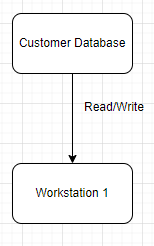 Customer Database
Read/Write
Workstation 1